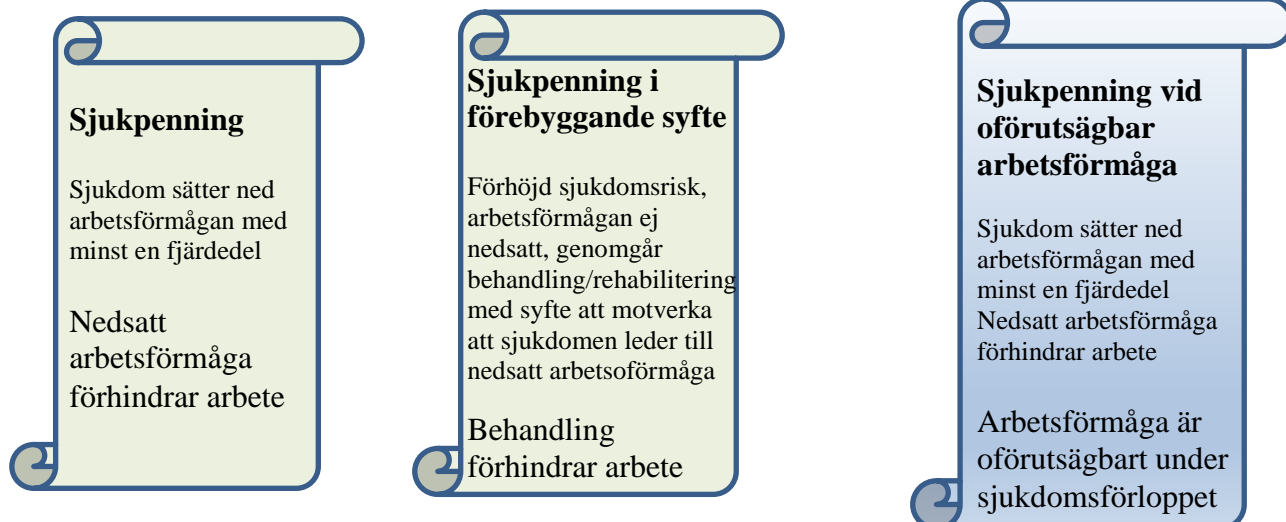 Sjukpenning
Sjukdom sätter ned
arbetsförmågan med
minst en fjärdedel
Nedsatt
arbetsförmåga
förhindrar arbete
Sjukpenning i
förebyggande syfte
Förhöjd sjukdomsrisk,
arbetsförmågan ej
nedsatt, genomgår
behandling/rehabilitering
med syfte att motverka
att sjukdomen leder till
nedsatt arbetsoförmåga
Behandling
förhindrar arbete
Sjukpenning vid
oförutsägbar
arbetsförmåga
Sjukdom sätter ned
arbetsförmågan med
minst en fjärdedel
Nedsatt arbetsförmåga
förhindrar arbete
Arbetsförmåga är
oförutsägbart under
sjukdomsförloppet